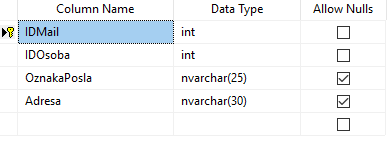 Column Name Data Type Allow Nulls
IDMail int
IDOsoba int
OznakaPosla nvarchar(25)
Adresa nvarchar(30)